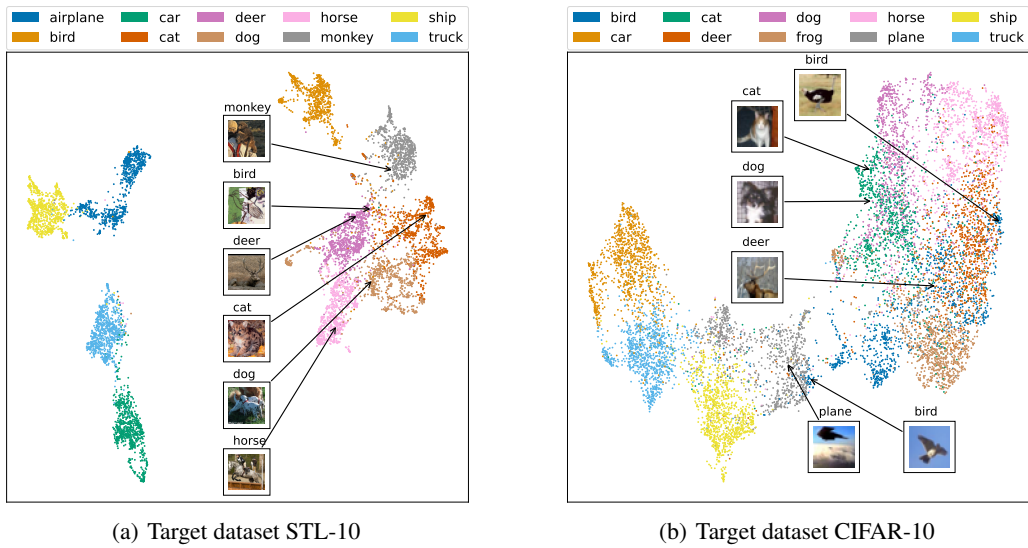 airplane car deer horse ship
bird cat dog monkey truck
monkey
bird
deer
cat
dog
horse
(a) Target dataset STL-10
bird cat dog horse ship
car deer frog plane truck
bird
cat
dog
deer
plane bird
(b) Target dataset CIFAR-10